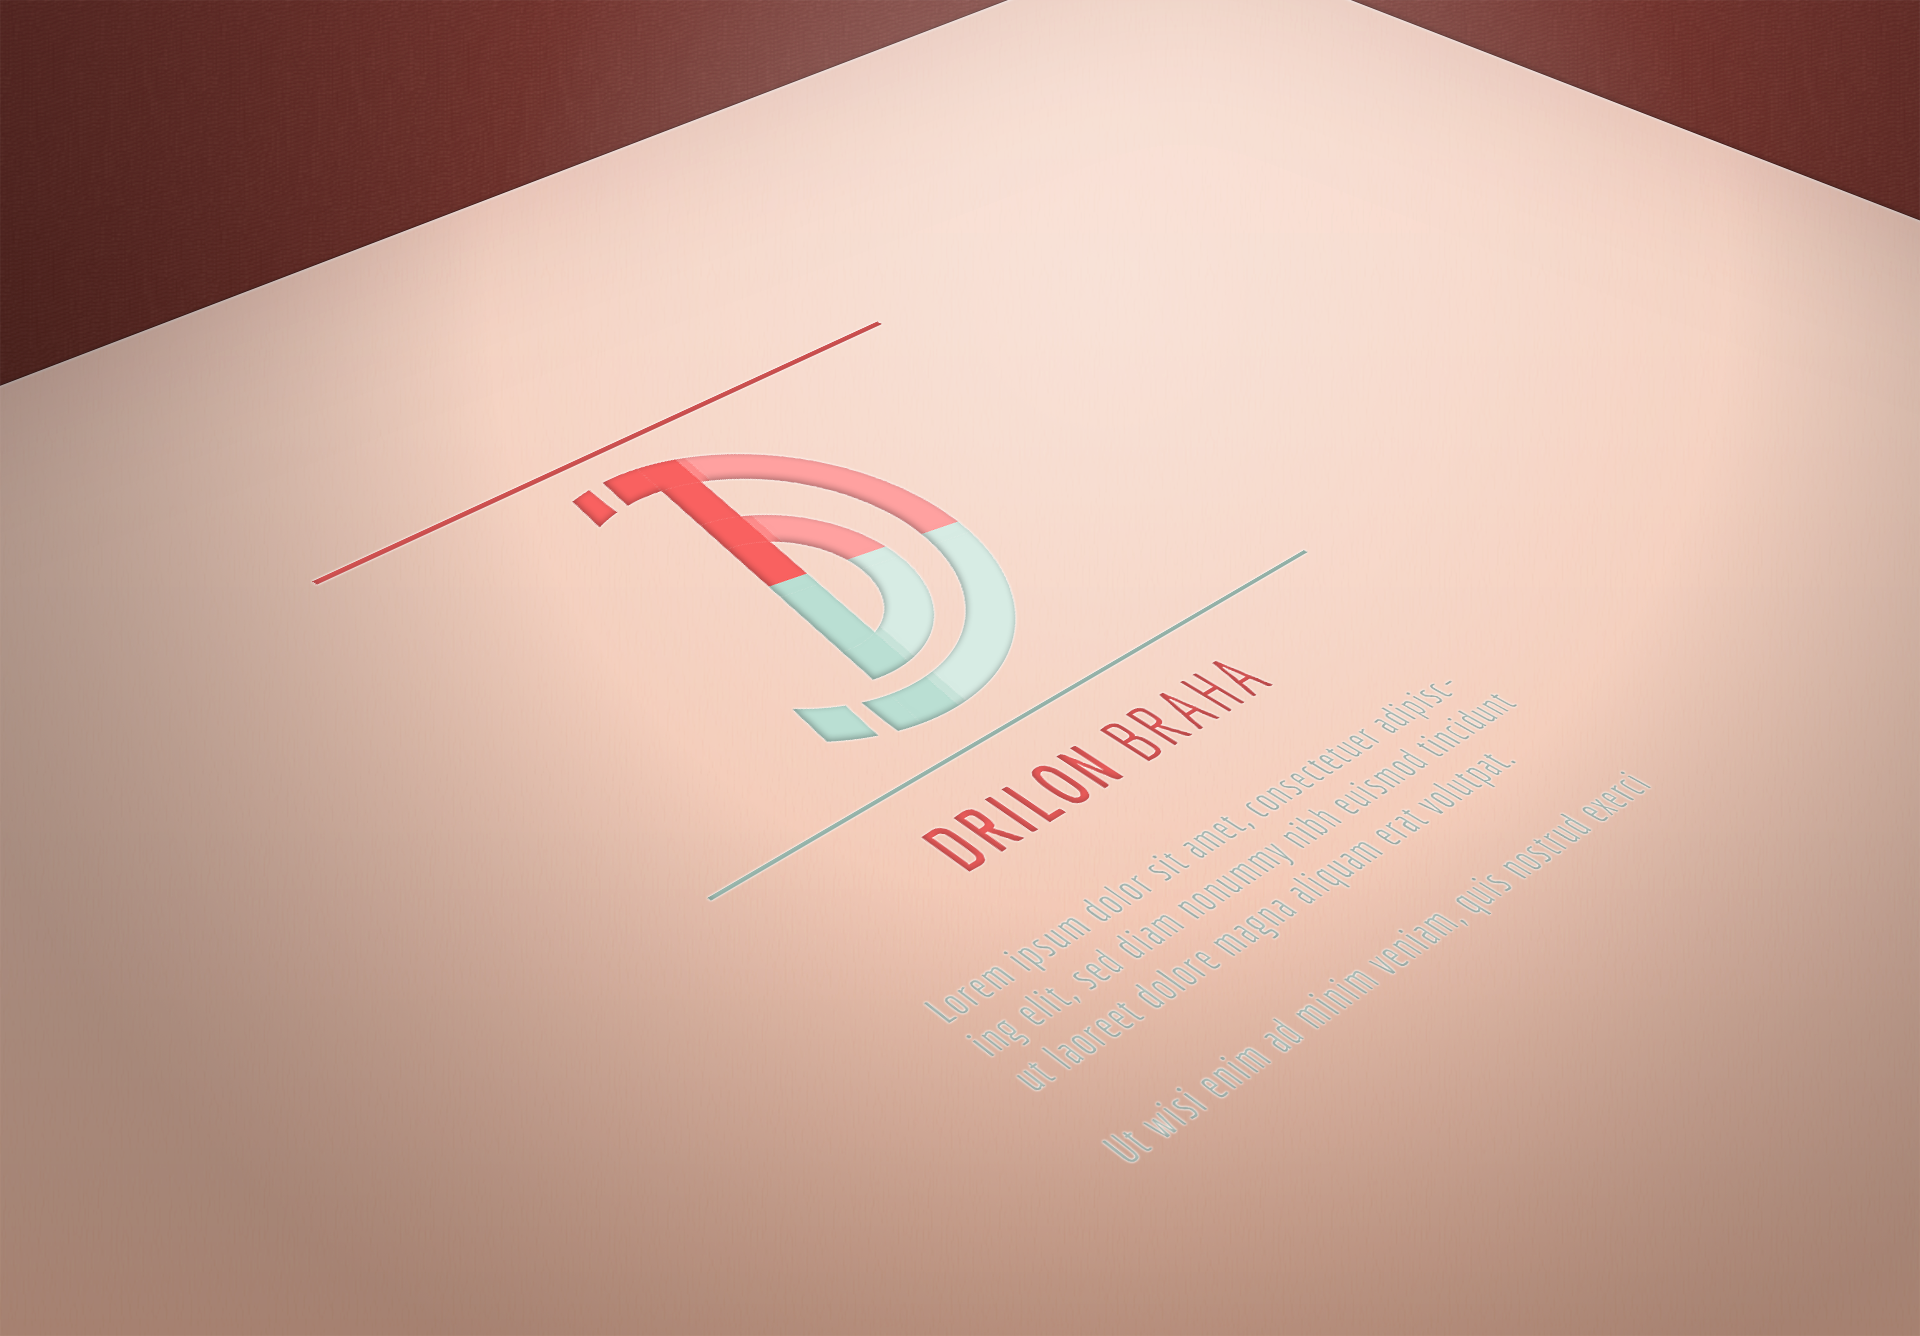 DRILON BRAHA
Lorem ipsum dolor sit amet, consectetuer adipisc-
ing elit, sed diam nonummy nibh euismod tincidunt
ut laoreet dolore magna aliquam erat volutpat.
Ut wisi enim ad minim veniam, quis nostrud exerci